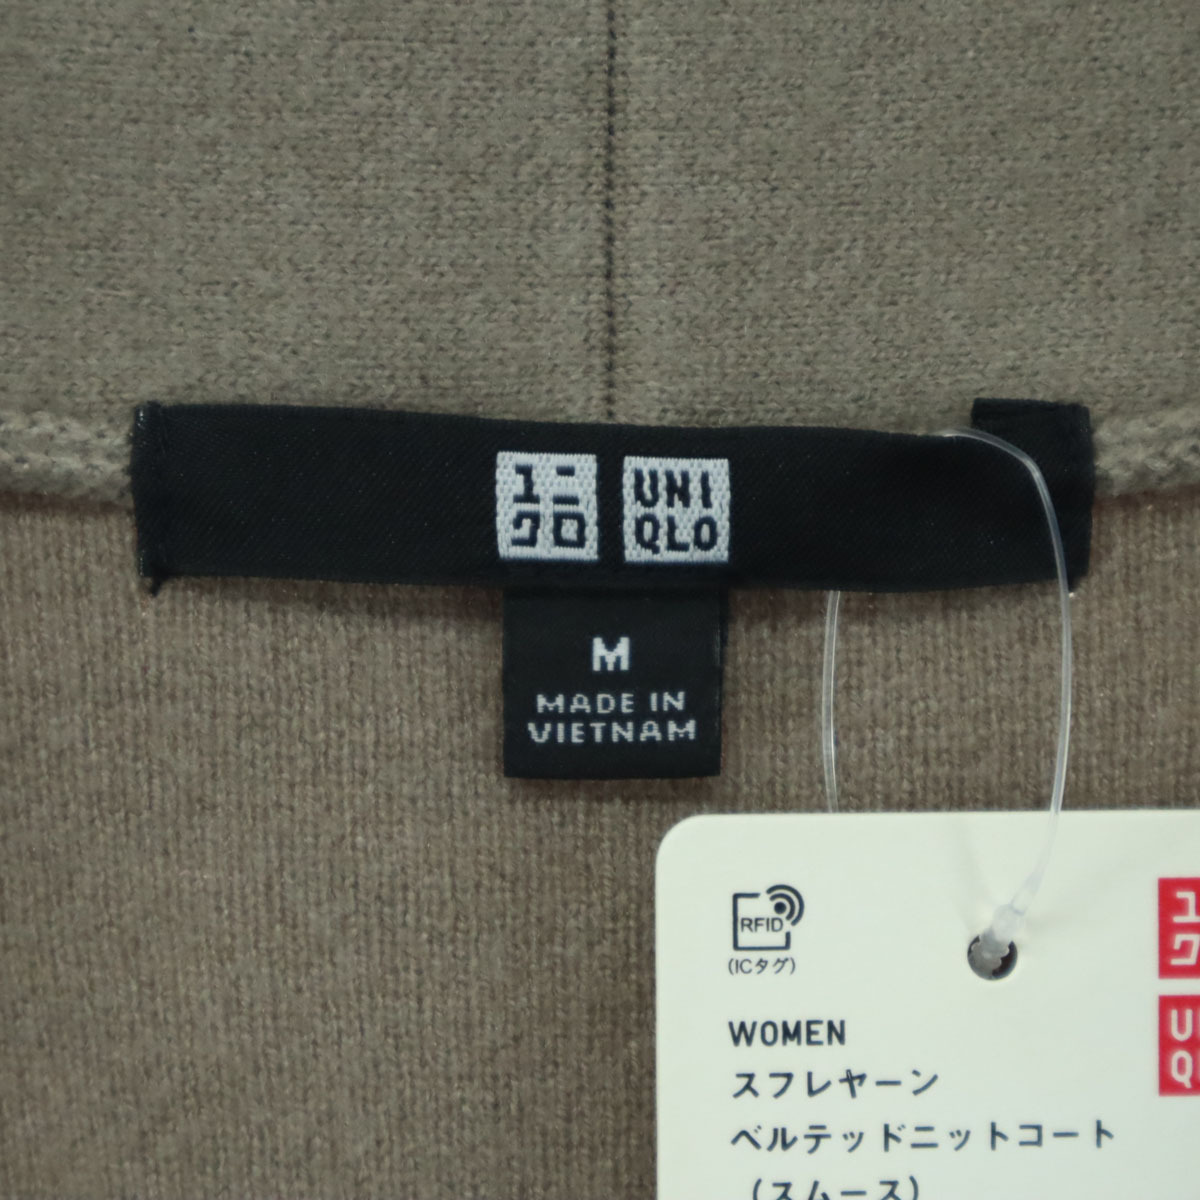 ユニ
クロ
UNI
QLO
M
MADE IN
VIETNAM
RFID
(ICタグ)
WOMEN
スフレヤーン
ベルテッドニットコート
(スムース)